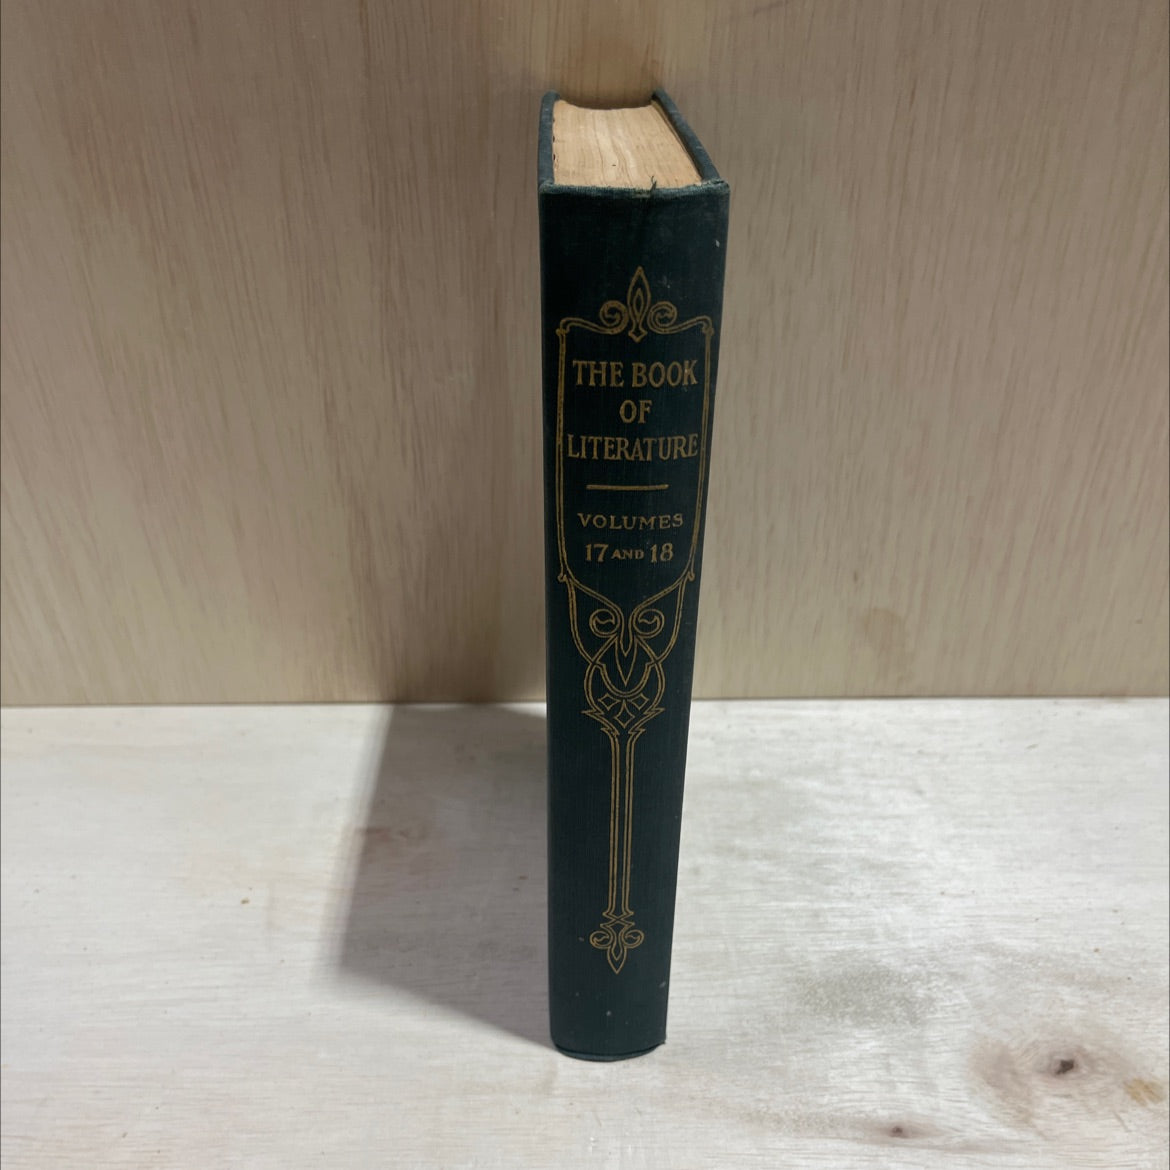 THE BOOK
OF
LITERATURE
VOLUMES
17 AND 18